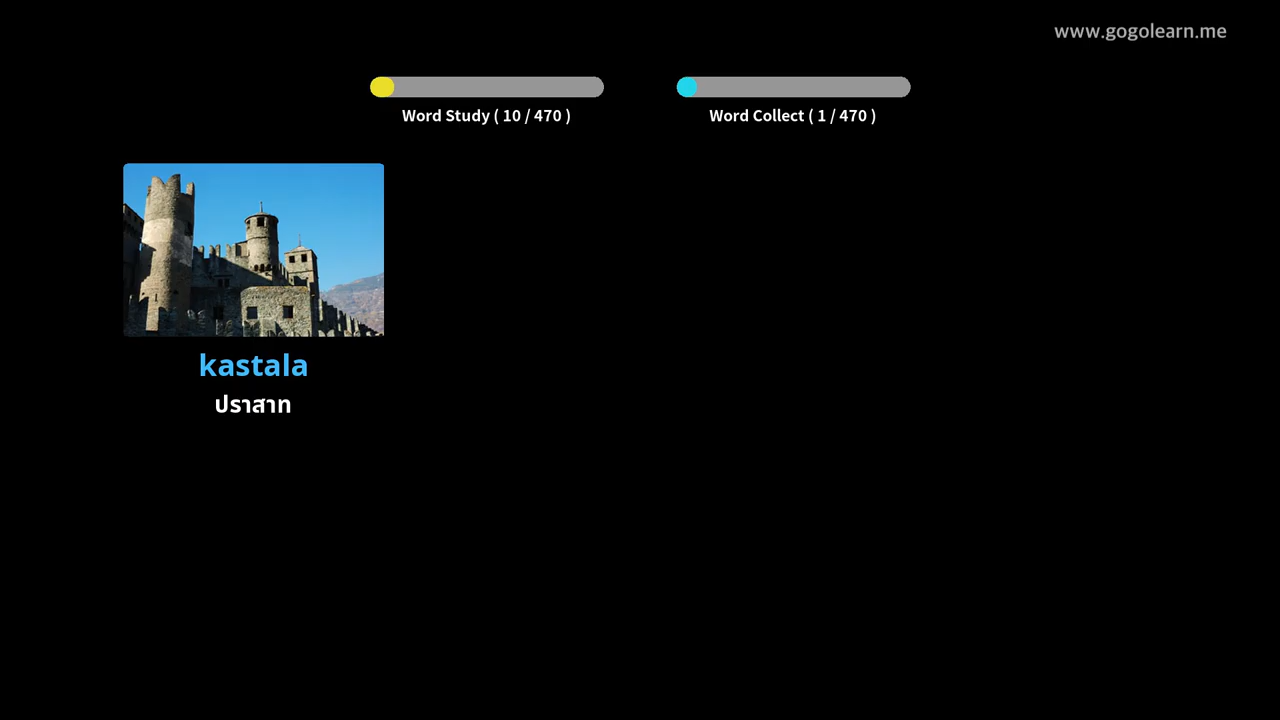 www.gogolearn.me
Word Study ( 10 / 470 )
Word Collect ( 1 / 470 )
kastala
ปราสาท